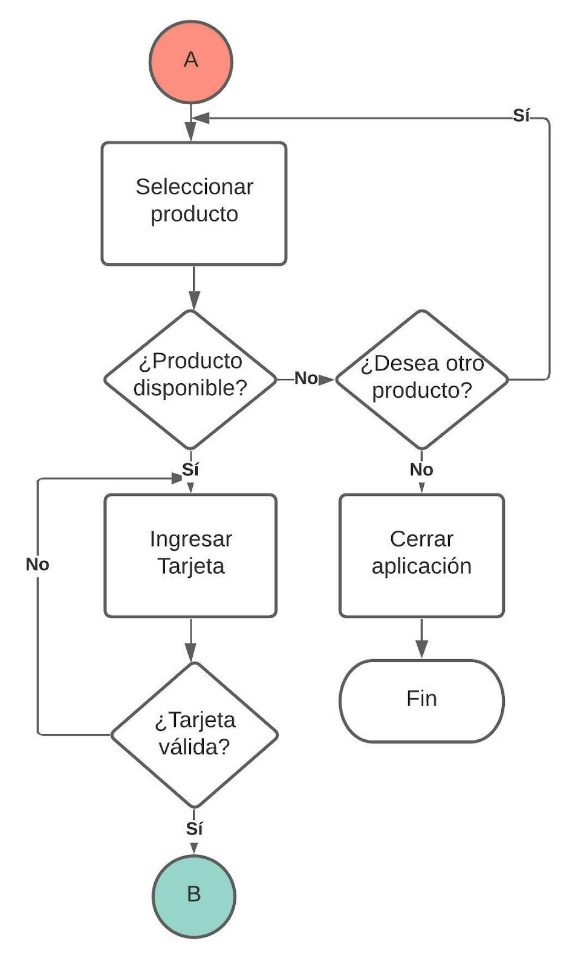 A
Sí
Seleccionar
producto
¿Producto
disponible?
No
¿Desea otro
producto?
Sí
No
Ingresar
Tarjeta
Cerrar
aplicación
No
¿Tarjeta
válida?
Fin
Sí
B